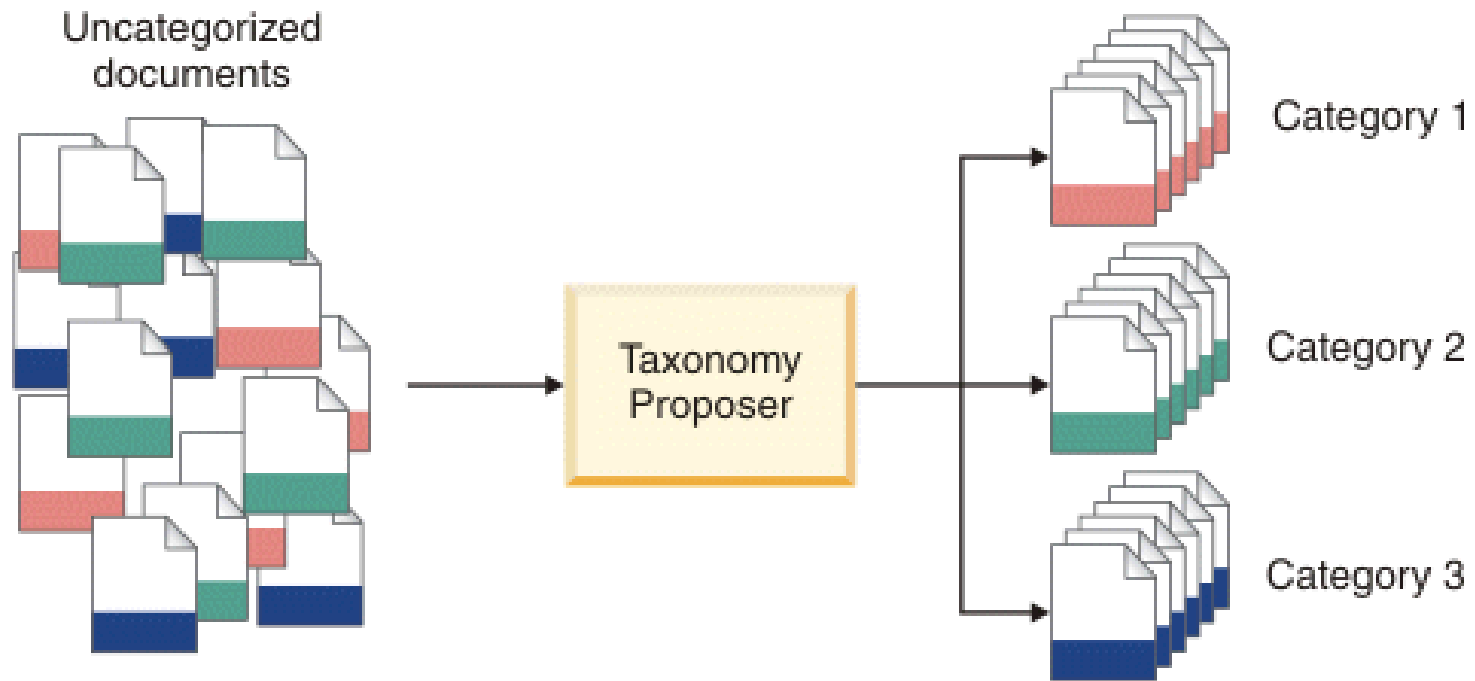 Uncategorized
documents
Taxonomy
Proposer
Category 1
Category 2
Category 3